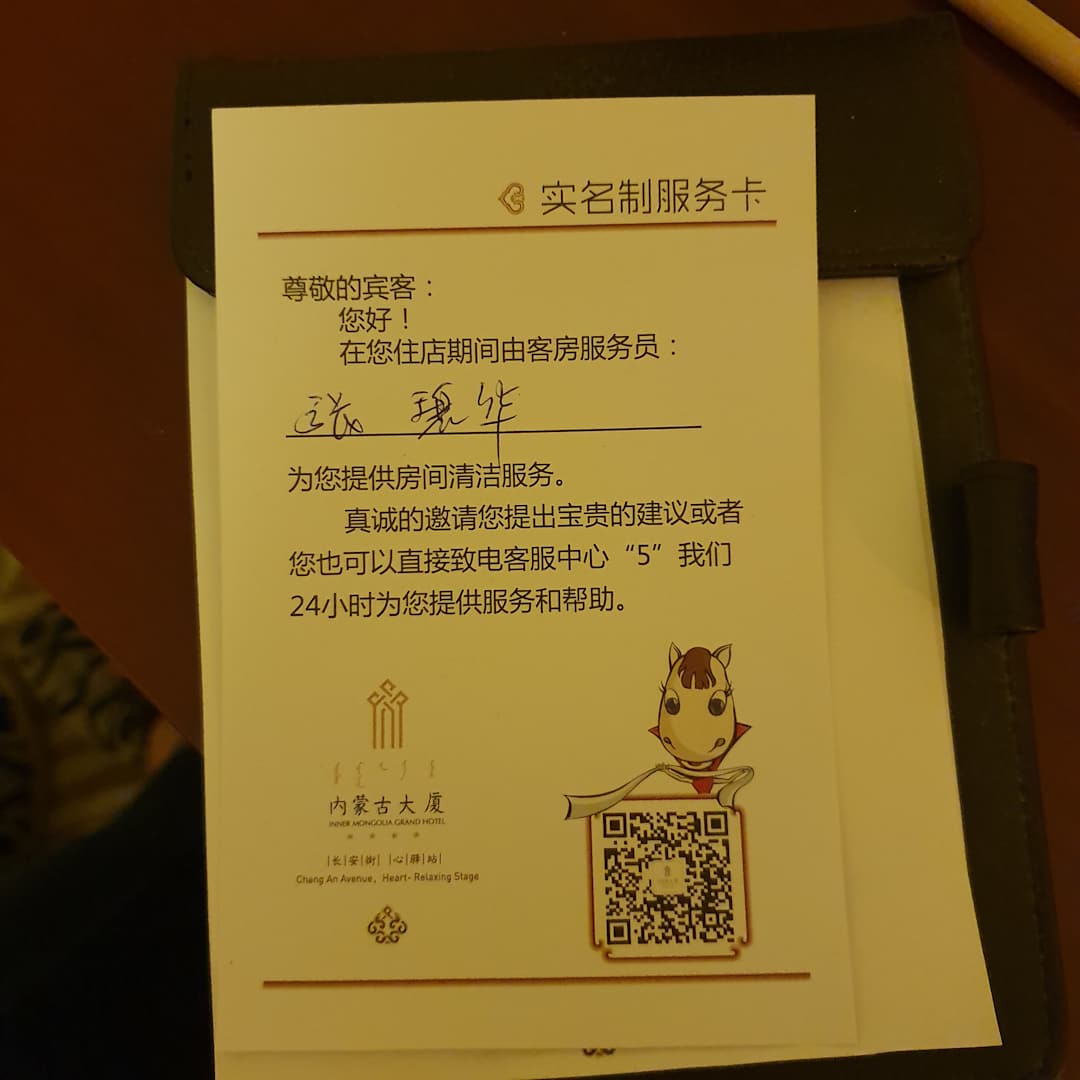 实名制服务卡
尊敬的宾客：
您好！
在您住店期间由客房服务员：
张 瑰华
为您提供房间清洁服务。
真诚的邀请您提出宝贵的建议或者
您也可以直接致电客服中心“5”我们
24小时为您提供服务和帮助。
内蒙古大厦
INNER MONGOLIA GRAND HOTEL
|长|安|街| |心|驿|站|
Chang An Avenue, Heart- Relaxing Stage